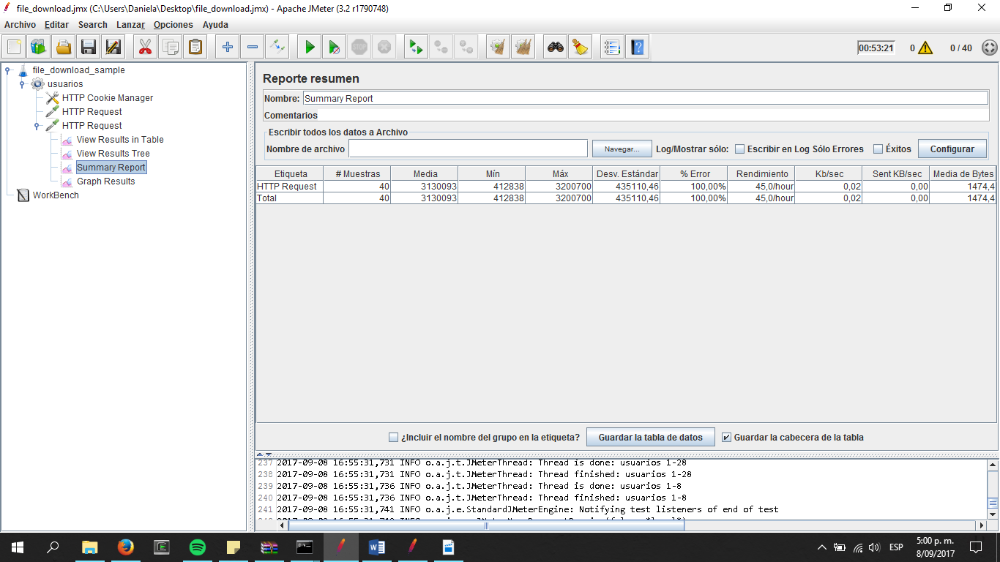 file_download.jmx (C:\Users\Daniela\Desktop\file_download.jmx) - Apache JMeter (3.2 r1790748)
Archivo Editar Search Lanzar Opciones Ayuda
00:53:21 0 0 / 40
file_download_sample
usuarios
HTTP Cookie Manager
HTTP Request
HTTP Request
View Results in Table
View Results Tree
Summary Report
Graph Results
WorkBench
Reporte resumen
Nombre: Summary Report
Comentarios
Escribir todos los datos a Archivo
Nombre de archivo Navegar... Log/Mostrar sólo: Escribir en Log Sólo Errores Éxitos Configurar
Etiqueta # Muestras Media Mín Máx Desv. Estándar % Error Rendimiento Kb/sec Sent KB/sec Media de Bytes
HTTP Request 40 3130093 412838 3200700 435110,46 100,00% 45,0/hour 0,02 0,00 1474,4
Total 40 3130093 412838 3200700 435110,46 100,00% 45,0/hour 0,02 0,00 1474,4
¿Incluir el nombre del grupo en la etiqueta? Guardar la tabla de datos Guardar la cabecera de la tabla
237 2017-09-08 16:55:31,731 INFO o.a.j.t.JMeterThread: Thread is done: usuarios 1-28
238 2017-09-08 16:55:31,731 INFO o.a.j.t.JMeterThread: Thread finished: usuarios 1-28
239 2017-09-08 16:55:31,736 INFO o.a.j.t.JMeterThread: Thread is done: usuarios 1-8
240 2017-09-08 16:55:31,736 INFO o.a.j.t.JMeterThread: Thread finished: usuarios 1-8
241 2017-09-08 16:55:31,741 INFO o.a.j.e.StandardJMeterEngine: Notifying test listeners of end of test
ESP
5:00 p. m.
8/09/2017